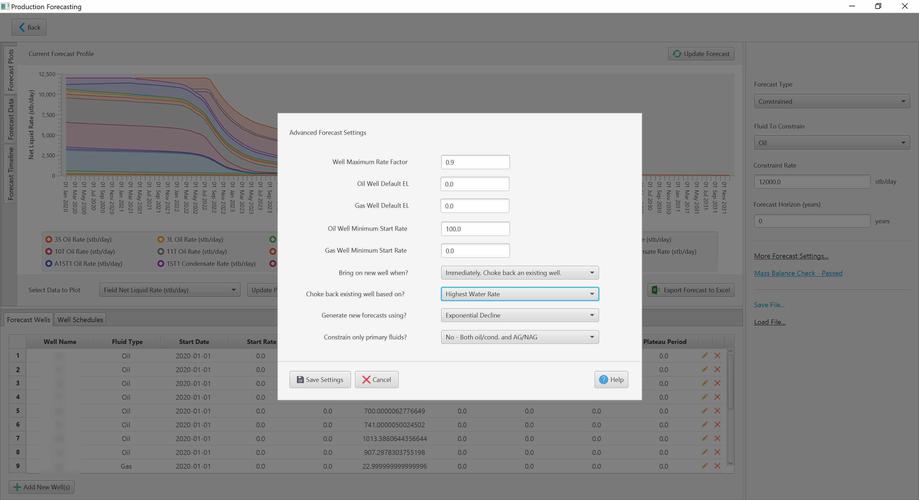 Production Forecasting
Back
Forecast Plots
Forecast Data
Forecast Timeline
Current Forecast Profile
Update Forecast
Net Liquid Rate (stb/day)
12,500
10,000
7,500
5,000
2,500
0
3S Oil Rate (stb/day)
3L Oil Rate (stb/day)
10T Oil Rate (stb/day)
11T Oil Rate (stb/day)
A1ST1 Oil Rate (stb/day)
1ST1 Condensate Rate (stb/day)
Select Data to Plot
Field Net Liquid Rate (stb/day)
Update P
Export Forecast to Excel
Advanced Forecast Settings
Well Maximum Rate Factor 0.9
Oil Well Default EL 0.0
Gas Well Default EL 0.0
Oil Well Minimum Start Rate 100.0
Gas Well Minimum Start Rate 0.0
Bring on new well when? Immediately. Choke back an existing well.
Choke back existing well based on? Highest Water Rate
Generate new forecasts using? Exponential Decline
Constrain only primary fluids? No - Both oil/cond. and AG/NAG
Save Settings
Cancel
Help
Forecast Type
Constrained
Fluid To Constrain
Oil
Constraint Rate
12000.0 stb/day
Forecast Horizon (years)
0 years
More Forecast Settings...
Mass Balance Check - Passed
Save File...
Load File...
Forecast Wells
Well Schedules
Well Name Fluid Type Start Date Start Rate Plateau Period
1 Oil 2020-01-01 0.0 0.0
2 Oil 2020-01-01 0.0 0.0
3 Oil 2020-01-01 0.0 0.0
4 Oil 2020-01-01 0.0 0.0
5 Oil 2020-01-01 0.0 0.0 700.0000062776649 0.0 0.0 0.0 0.0
6 Oil 2020-01-01 0.0 0.0 741.0000050024502 0.0 0.0 0.0 0.0
7 Oil 2020-01-01 0.0 0.0 1013.3860644356644 0.0 0.0 0.0 0.0
8 Oil 2020-01-01 0.0 0.0 907.2978303755198 0.0 0.0 0.0 0.0
9 Gas 2020-01-01 0.0 0.0 22.999999999999996 0.0 0.0 0.0 0.0
Add New Well(s)